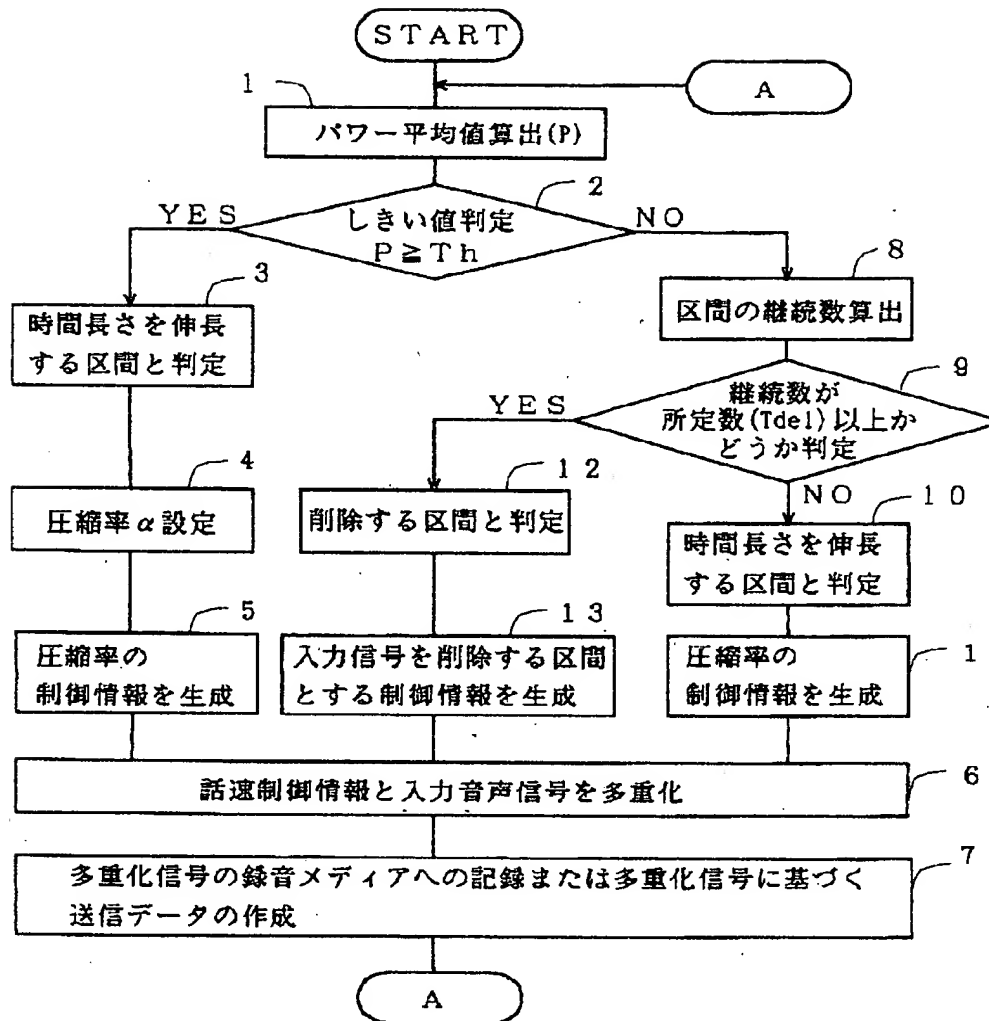 START
A
1
パワー平均値算出(P)
2
しきい値判定
P≧Th
YES
NO
3
時間長さを伸長
する区間と判定
8
区間の継続数算出
9
継続数が
所定数(Tdel)以上か
どうか判定
YES
NO
4
圧縮率α設定
12
削除する区間と判定
10
時間長さを伸長
する区間と判定
5
圧縮率の
制御情報を生成
13
入力信号を削除する区間
とする制御情報を生成
1
圧縮率の
制御情報を生成
6
話速制御情報と入力音声信号を多重化
7
多重化信号の録音メディアへの記録または多重化信号に基づく
送信データの作成
A